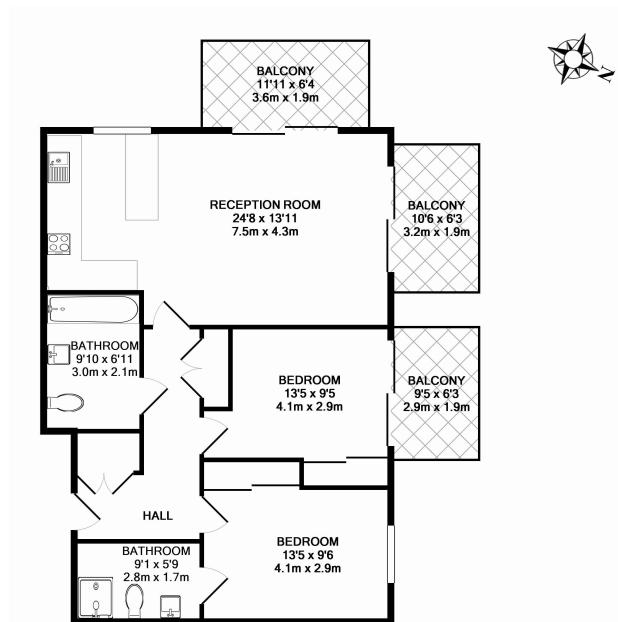 BALCONY
11'11 x 6'4
3.6m x 1.9m
N
RECEPTION ROOM
24'8 x 13'11
7.5m x 4.3m
BALCONY
10'6 x 6'3
3.2m x 1.9m
BATHROOM
9'10 x 6'11
3.0m x 2.1m
BEDROOM
13'5 x 9'5
4.1m x 2.9m
BALCONY
9'5 x 6'3
2.9m x 1.9m
HALL
BATHROOM
9'1 x 5'9
2.8m x 1.7m
BEDROOM
13'5 x 9'6
4.1m x 2.9m